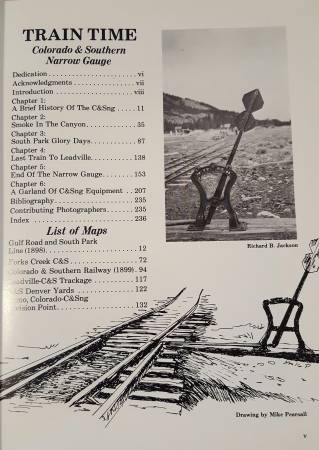 TRAIN TIME
Colorado & Southern
Narrow Gauge
Dedication . . . . . . . . . . . . . . . . . . . . . . vi
Acknowledgments . . . . . . . . . . . . . . . . vii
Introduction . . . . . . . . . . . . . . . . . . . . viii
Chapter 1:
A Brief History Of The C&Sng . . . . . 11
Chapter 2:
Smoke In The Canyon. . . . . . . . . . . . 35
Chapter 3:
South Park Glory Days. . . . . . . . . . . 87
Chapter 4:
Last Train To Leadville. . . . . . . . . . . 138
Chapter 5:
End Of The Narrow Gauge. . . . . . . . 153
Chapter 6:
A Garland Of C&Sng Equipment . . 207
Bibliography. . . . . . . . . . . . . . . . . . . . 235
Contributing Photographers. . . . . . . 235
Index . . . . . . . . . . . . . . . . . . . . . . . . 236
Richard B. Jackson
List of Maps
Gulf Road and South Park
Line (1898). . . . . . . . . . . . . . . . . . . . 12
Forks Creek C&S . . . . . . . . . . . . . . . 72
Colorado & Southern Railway (1899). 94
Leadville-C&S Trackage . . . . . . . . . . 117
&S Denver Yards . . . . . . . . . . . . . . 122
mo, Colorado-C&Sng
ision Point. . . . . . . . . . . . . . . . . . . 132
Drawing by Mike Pearsall
v